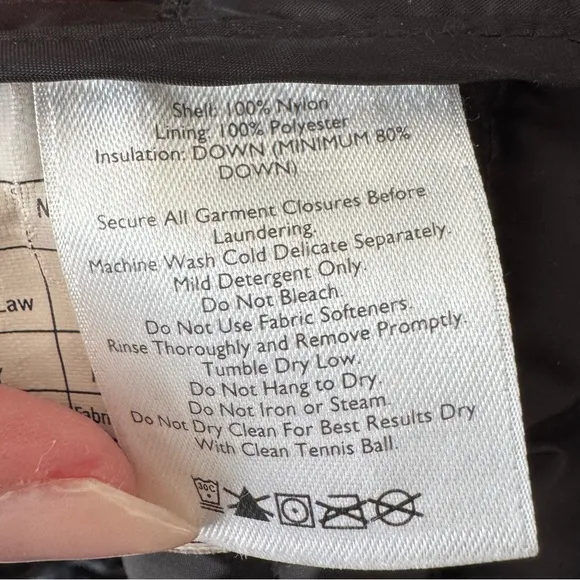 Shell: 100% Nylon
Lining: 100% Polyester
Insulation: DOWN (MINIMUM 80%
DOWN)
Secure All Garment Closures Before
Laundering.
Machine Wash Cold Delicate Separately.
Mild Detergent Only.
Do Not Bleach.
Do Not Use Fabric Softeners.
Rinse Thoroughly and Remove Promptly.
Tumble Dry Low.
Do Not Hang to Dry.
Do Not Iron or Steam.
Do Not Dry Clean For Best Results Dry
With Clean Tennis Ball.
30C
N
Law
Fabri